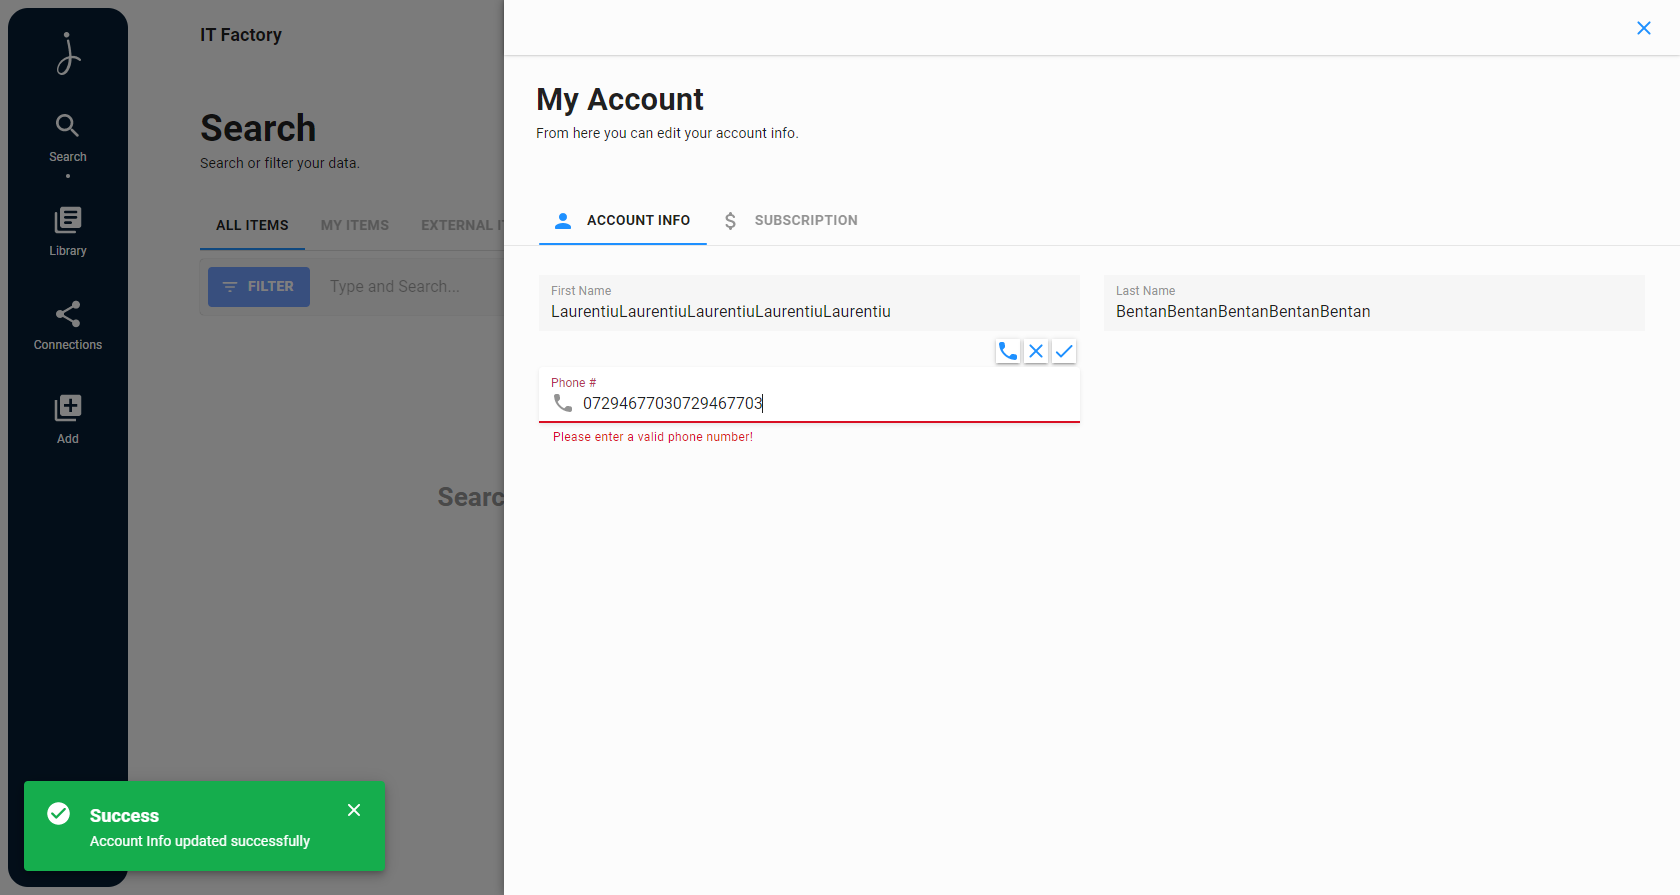 Search
Library
Connections
Add
IT Factory
Search
Search or filter your data.
ALL ITEMS MY ITEMS EXTERNAL IT
FILTER Type and Search...
Searc
My Account
From here you can edit your account info.
ACCOUNT INFO $ SUBSCRIPTION
First Name
LaurentiuLaurentiuLaurentiuLaurentiuLaurentiu
Last Name
BentanBentanBentanBentanBentan
Phone #
07294677030729467703
Please enter a valid phone number!
Success
Account Info updated successfully